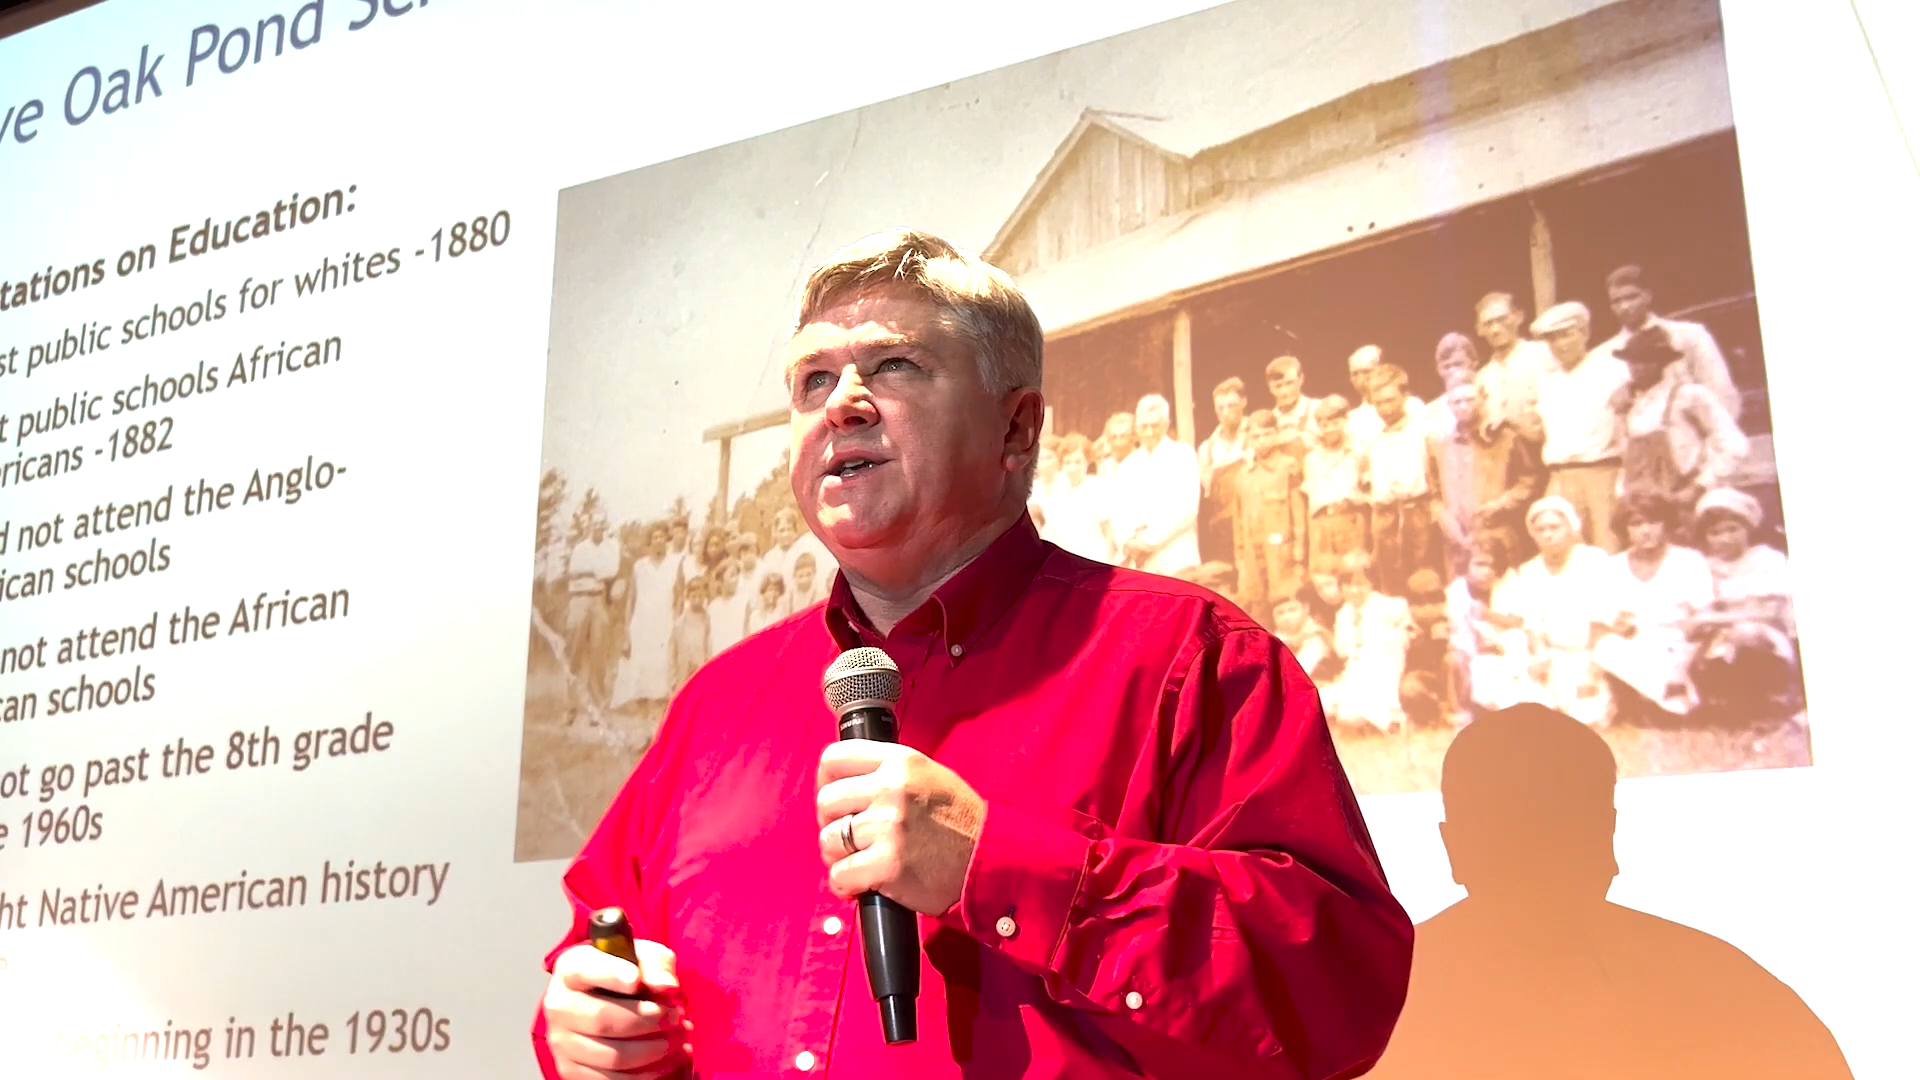 ve Oak Pond Sc
tations on Education:
st public schools for whites -1880
t public schools African
ricans -1882
d not attend the Anglo-
ican schools
not attend the African
can schools
ot go past the 8th grade
e 1960s
ht Native American history
beginning in the 1930s